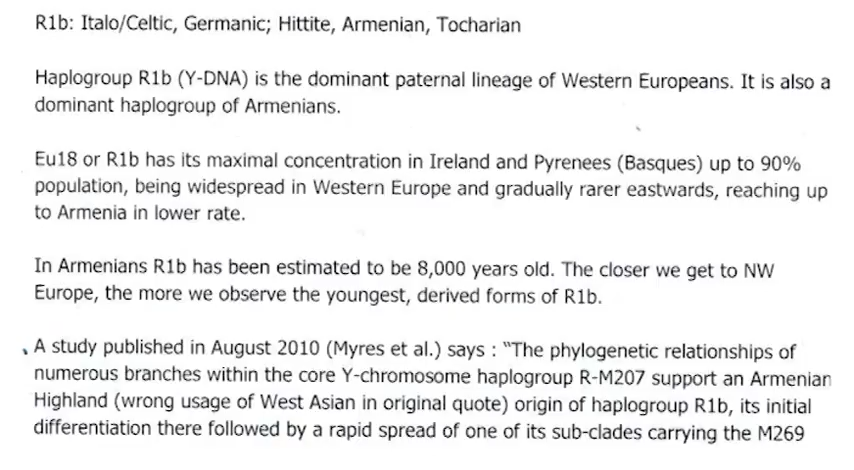 R1b: Italo/Celtic, Germanic; Hittite, Armenian, Tocharian
Haplogroup R1b (Y-DNA) is the dominant paternal lineage of Western Europeans. It is also a
dominant haplogroup of Armenians.
Eu18 or R1b has its maximal concentration in Ireland and Pyrenees (Basques) up to 90%
population, being widespread in Western Europe and gradually rarer eastwards, reaching up
to Armenia in lower rate.
In Armenians R1b has been estimated to be 8,000 years old. The closer we get to NW
Europe, the more we observe the youngest, derived forms of R1b.
A study published in August 2010 (Myres et al.) says : "The phylogenetic relationships of
numerous branches within the core Y-chromosome haplogroup R-M207 support an Armenian
Highland (wrong usage of West Asian in original quote) origin of haplogroup R1b, its initial
differentiation there followed by a rapid spread of one of its sub-clades carrying the M269